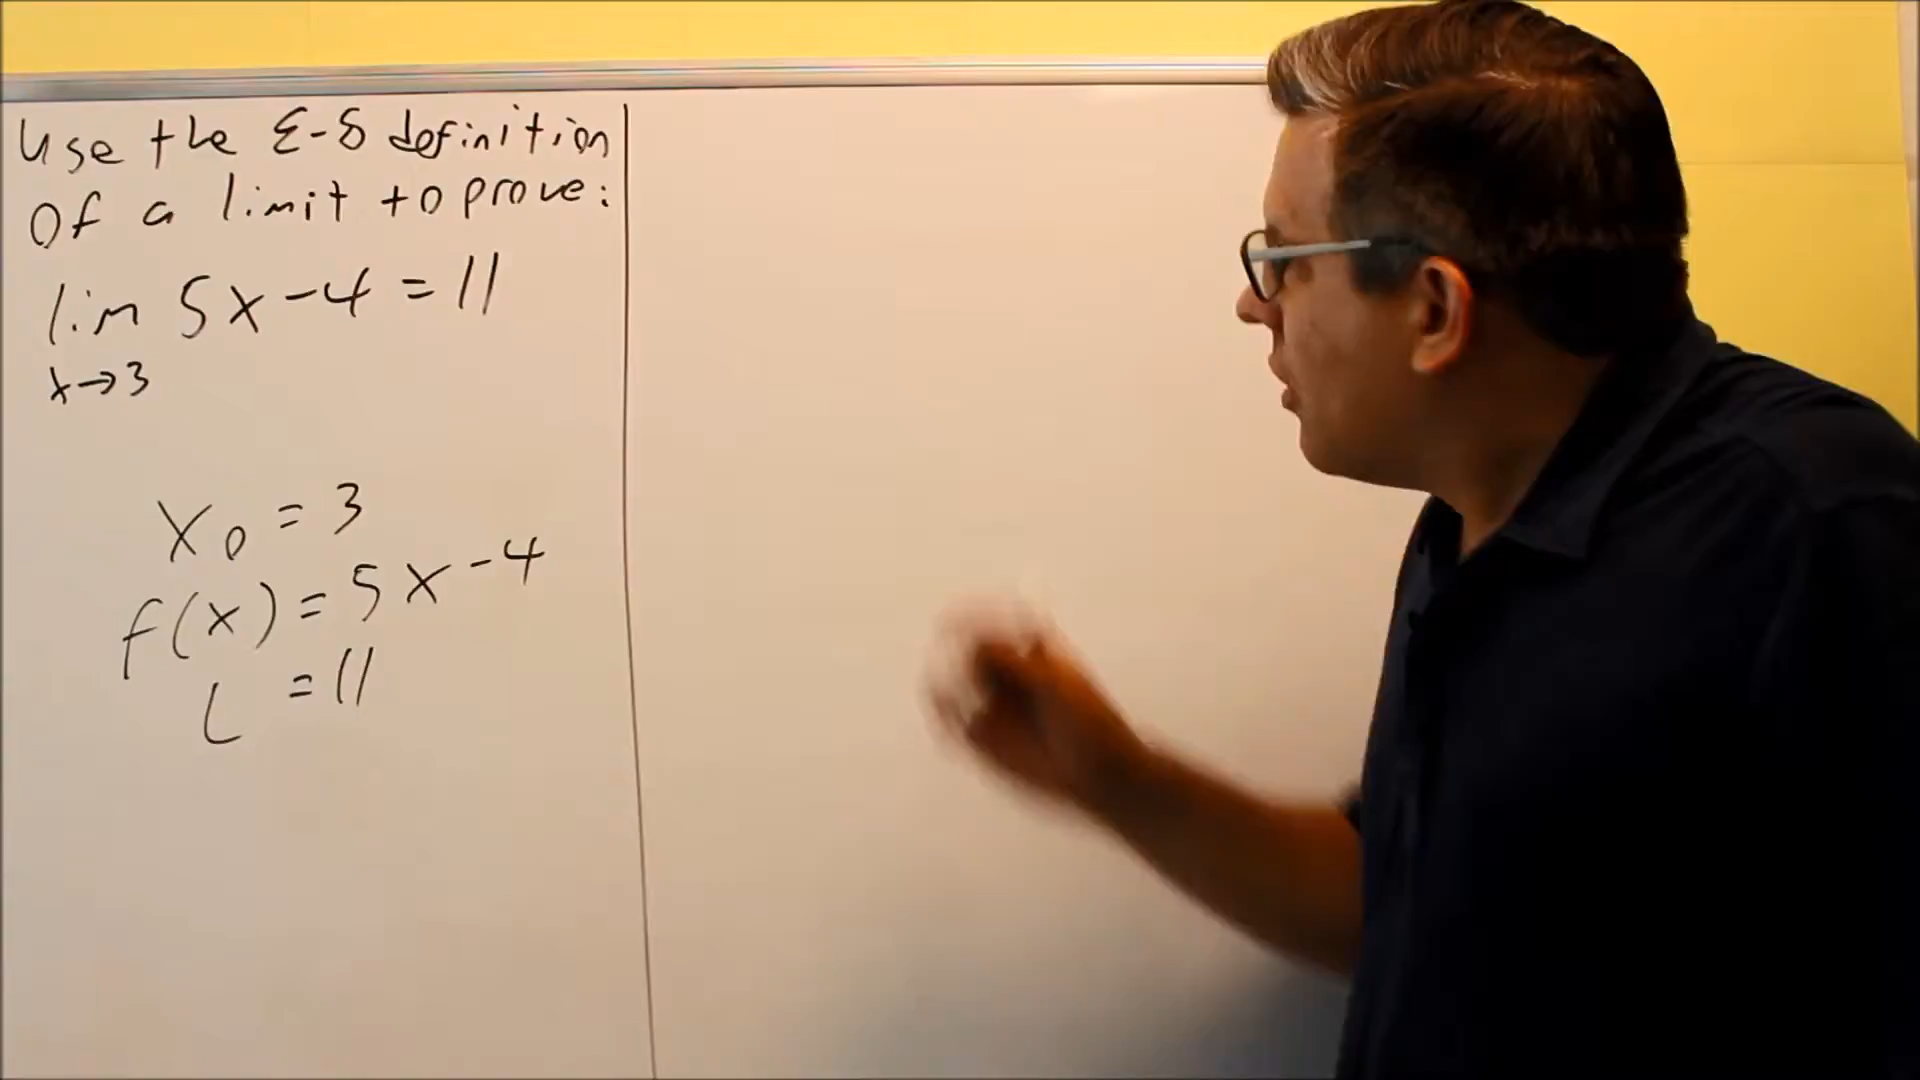 Use the ε-δ definition
of a limit to prove:
lim 5x-4 = 11
x→3
x₀ = 3
f(x) = 5x-4
L = 11